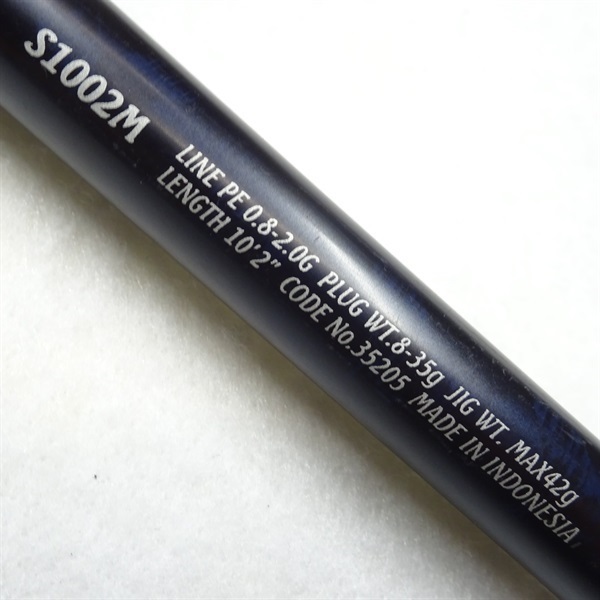 S1002M
LINE PE 0.8-2.0G PLUG WT.8-35g JIG WT. MAX42g
LENGTH 10'2" CODE No.35205 MADE IN INDONESIA